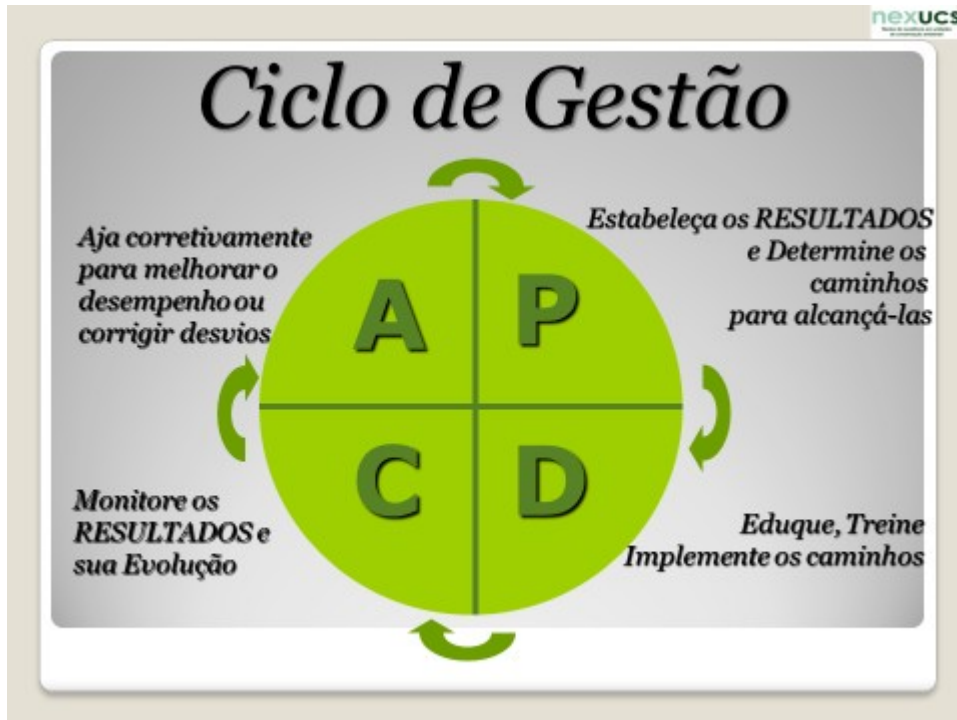 nexucs
Ciclo de Gestão
Aja corretivamente
para melhorar o
desempenho ou
corrigir desvios
Estabeleça os RESULTADOS
e Determine os
caminhos
para alcançá-las
A
P
C
D
Monitore os
RESULTADOS e
sua Evolução
Eduque, Treine
Implemente os caminhos